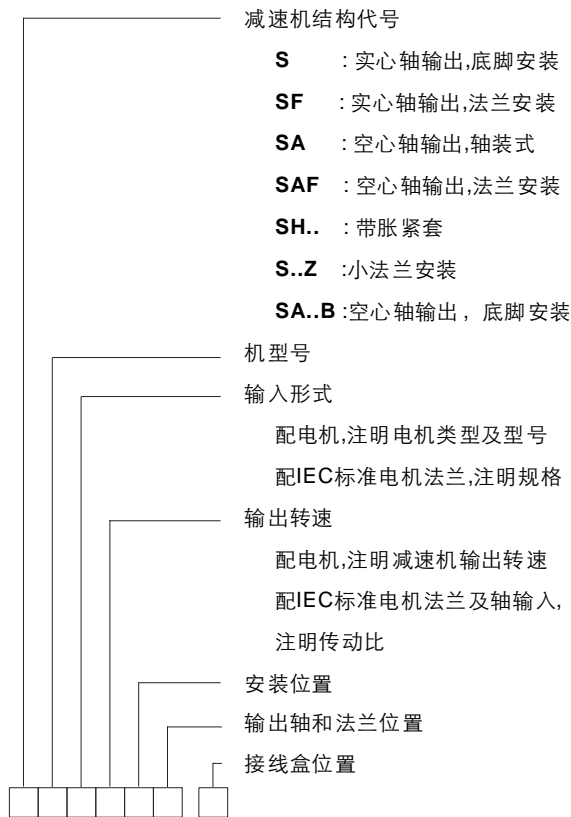 减速机结构代号
S : 实心轴输出,底脚安装
SF : 实心轴输出,法兰安装
SA : 空心轴输出,轴装式
SAF : 空心轴输出,法兰安装
SH.. : 带胀紧套
S..Z :小法兰安装
SA..B :空心轴输出，底脚安装
机型号
输入形式
配电机,注明电机类型及型号
配IEC标准电机法兰,注明规格
输出转速
配电机,注明减速机输出转速
配IEC标准电机法兰及轴输入,
注明传动比
安装位置
输出轴和法兰位置
接线盒位置